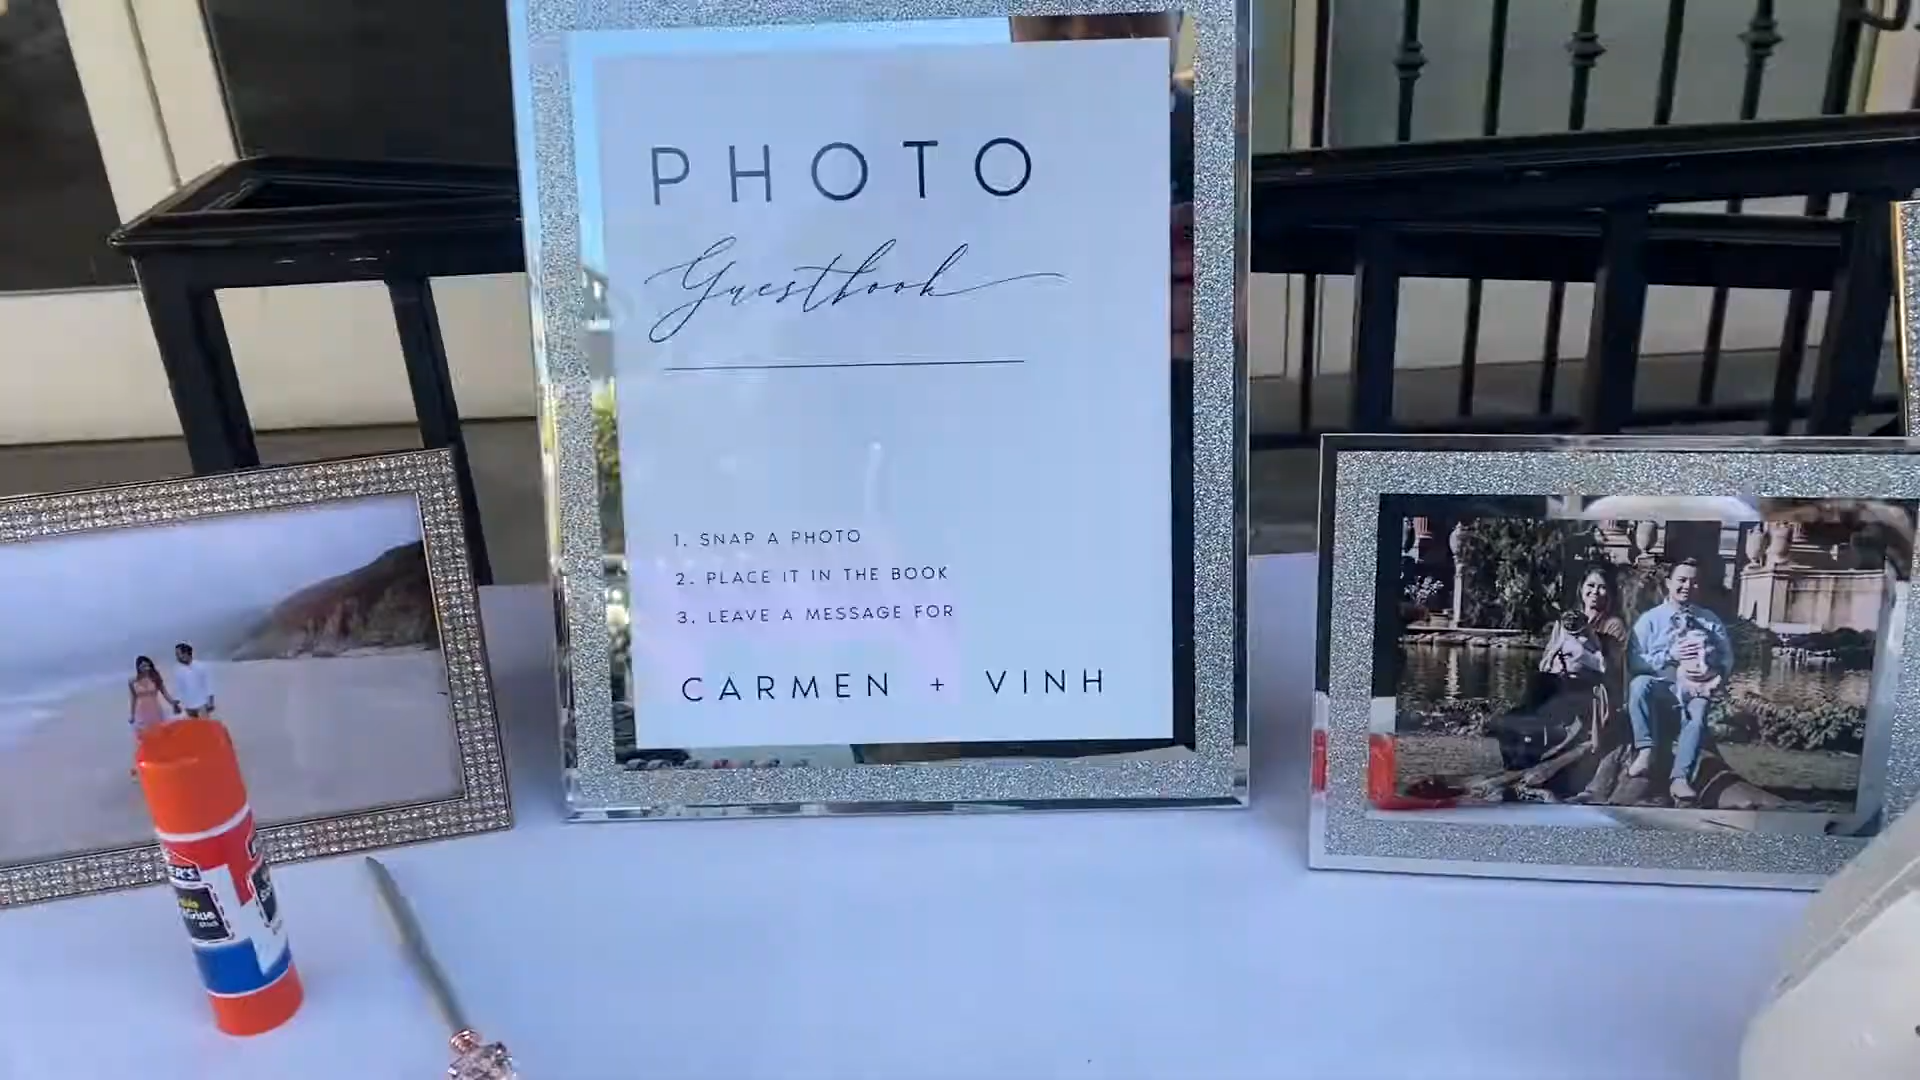 PHOTO
Guestbook
1. SNAP A PHOTO
2. PLACE IT IN THE BOOK
3. LEAVE A MESSAGE FOR
CARMEN + VINH